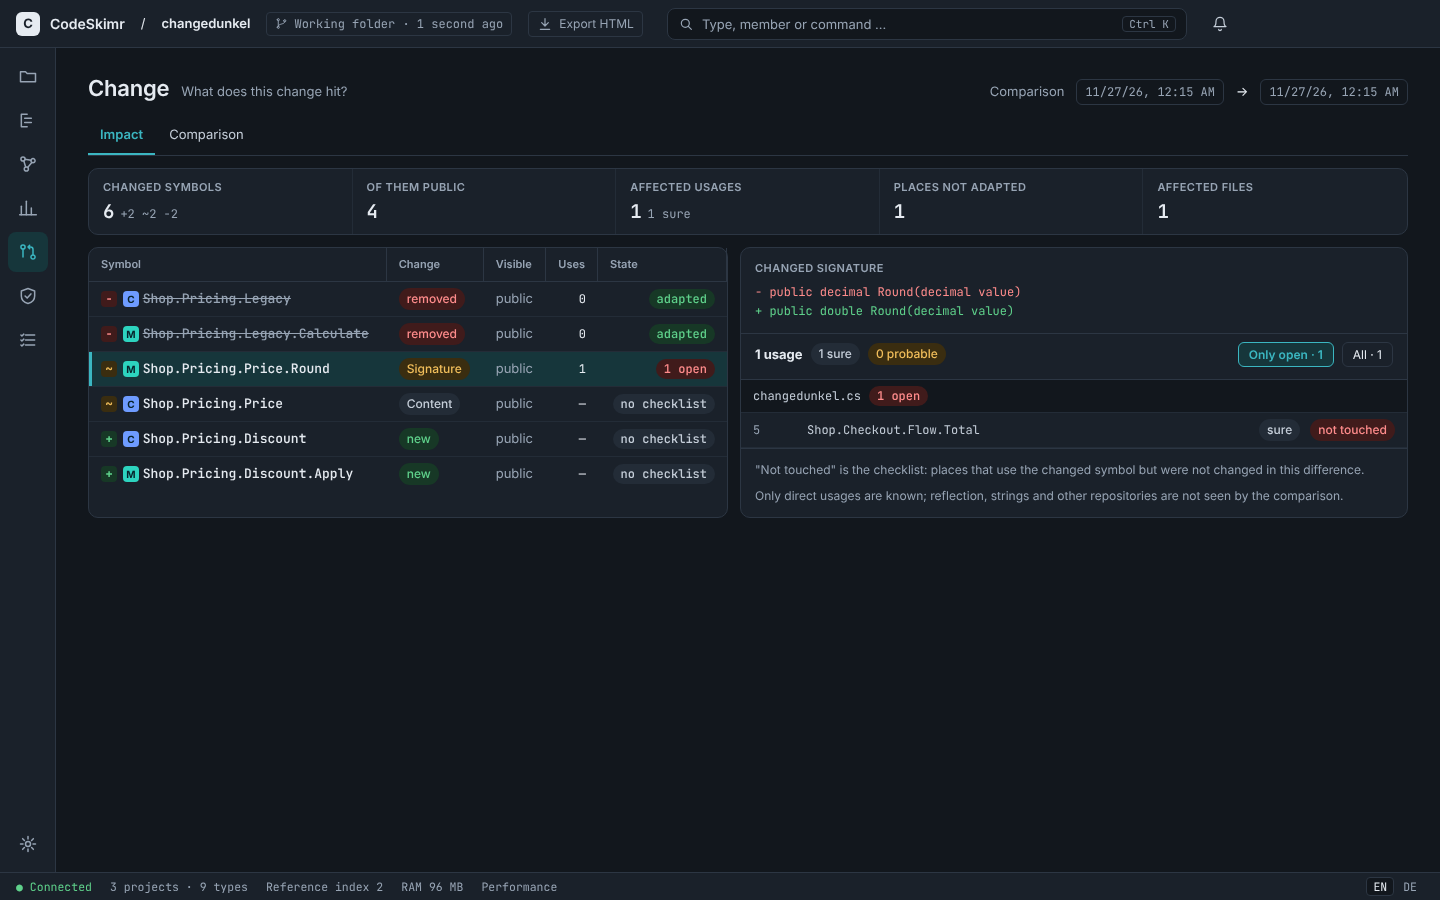 C CodeSkimr / changedunkel Working folder · 1 second ago Export HTML Type, member or command ... Ctrl K
Change What does this change hit? Comparison 11/27/26, 12:15 AM → 11/27/26, 12:15 AM
Impact Comparison
CHANGED SYMBOLS OF THEM PUBLIC AFFECTED USAGES PLACES NOT ADAPTED AFFECTED FILES
6 +2 ~2 -2 4 1 1 sure 1 1
Symbol Change Visible Uses State
- C Shop.Pricing.Legacy removed public 0 adapted
- M Shop.Pricing.Legacy.Calculate removed public 0 adapted
~ M Shop.Pricing.Price.Round Signature public 1 1 open
~ C Shop.Pricing.Price Content public – no checklist
+ C Shop.Pricing.Discount new public – no checklist
+ M Shop.Pricing.Discount.Apply new public – no checklist
CHANGED SIGNATURE
- public decimal Round(decimal value)
+ public double Round(decimal value)
1 usage 1 sure 0 probable Only open · 1 All · 1
changedunkel.cs 1 open
5 Shop.Checkout.Flow.Total sure not touched
"Not touched" is the checklist: places that use the changed symbol but were not changed in this difference.
Only direct usages are known; reflection, strings and other repositories are not seen by the comparison.
● Connected 3 projects · 9 types Reference index 2 RAM 96 MB Performance EN DE